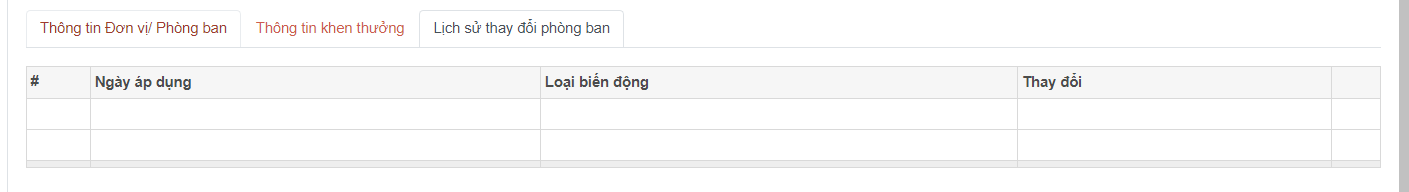 Thông tin Đơn vị/ Phòng ban Thông tin khen thưởng Lịch sử thay đổi phòng ban
# Ngày áp dụng Loại biến động Thay đổi